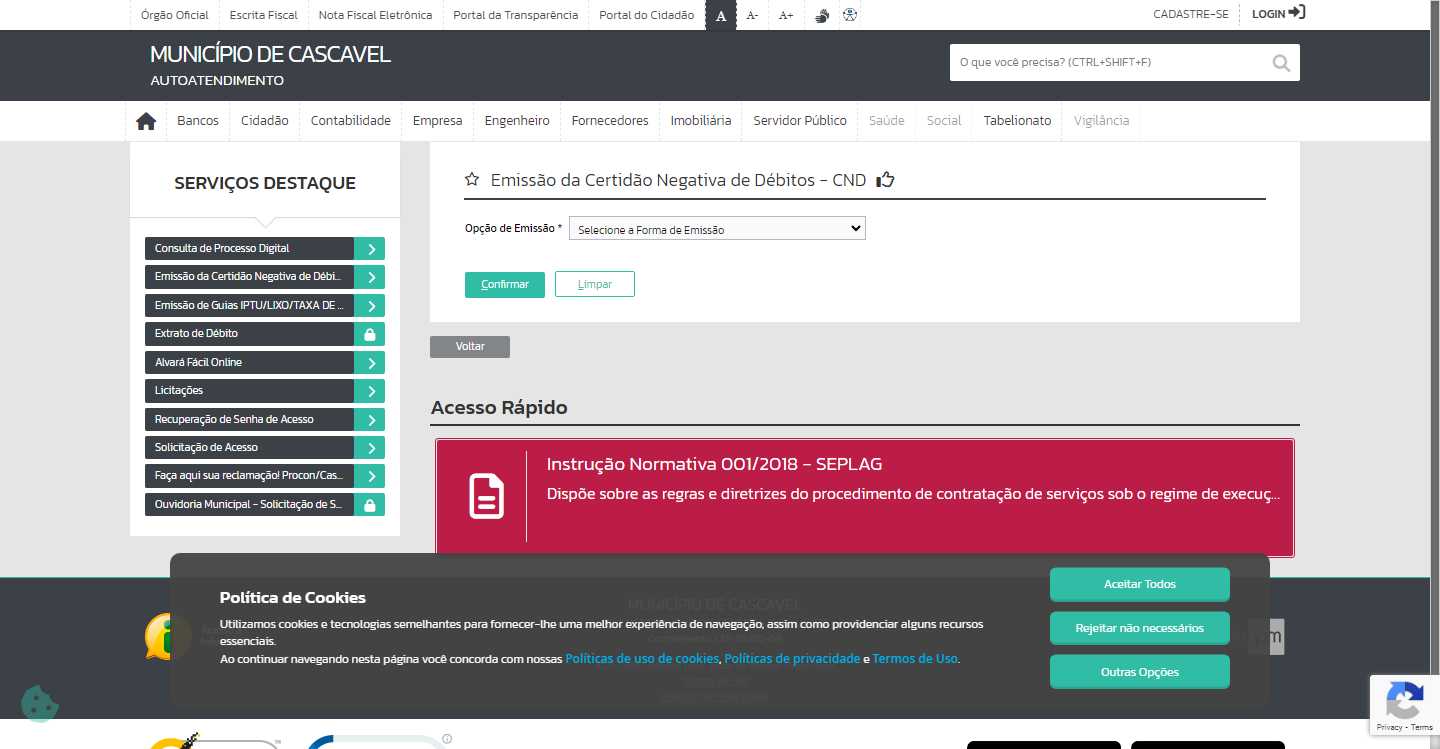 Órgão Oficial
Escrita Fiscal
Nota Fiscal Eletrônica
Portal da Transparência
Portal do Cidadão
A
A-
A+
CADASTRE-SE
LOGIN
MUNICÍPIO DE CASCAVEL
AUTOATENDIMENTO
O que você precisa? (CTRL+SHIFT+F)
Bancos
Cidadão
Contabilidade
Empresa
Engenheiro
Fornecedores
Imobiliária
Servidor Público
Saúde
Social
Tabelionato
Vigilância
SERVIÇOS DESTAQUE
Consulta de Processo Digital
Emissão da Certidão Negativa de Débi...
Emissão de Guias IPTU/LIXO/TAXA DE ...
Extrato de Débito
Alvará Fácil Online
Licitações
Recuperação de Senha de Acesso
Solicitação de Acesso
Faça aqui sua reclamação! Procon/Cas...
Ouvidoria Municipal - Solicitação de S...
Emissão da Certidão Negativa de Débitos - CND
Opção de Emissão *
Selecione a Forma de Emissão
Confirmar
Limpar
Voltar
Acesso Rápido
Instrução Normativa 001/2018 - SEPLAG
Dispõe sobre as regras e diretrizes do procedimento de contratação de serviços sob o regime de execuç...
MUNICÍPIO DE CASCAVEL
Política de Cookies
Utilizamos cookies e tecnologias semelhantes para fornecer-lhe uma melhor experiência de navegação, assim como providenciar alguns recursos
essenciais.
Ao continuar navegando nesta página você concorda com nossas Políticas de uso de cookies, Políticas de privacidade e Termos de Uso.
Aceitar Todos
Rejeitar não necessários
Outras Opções
Privacy - Terms